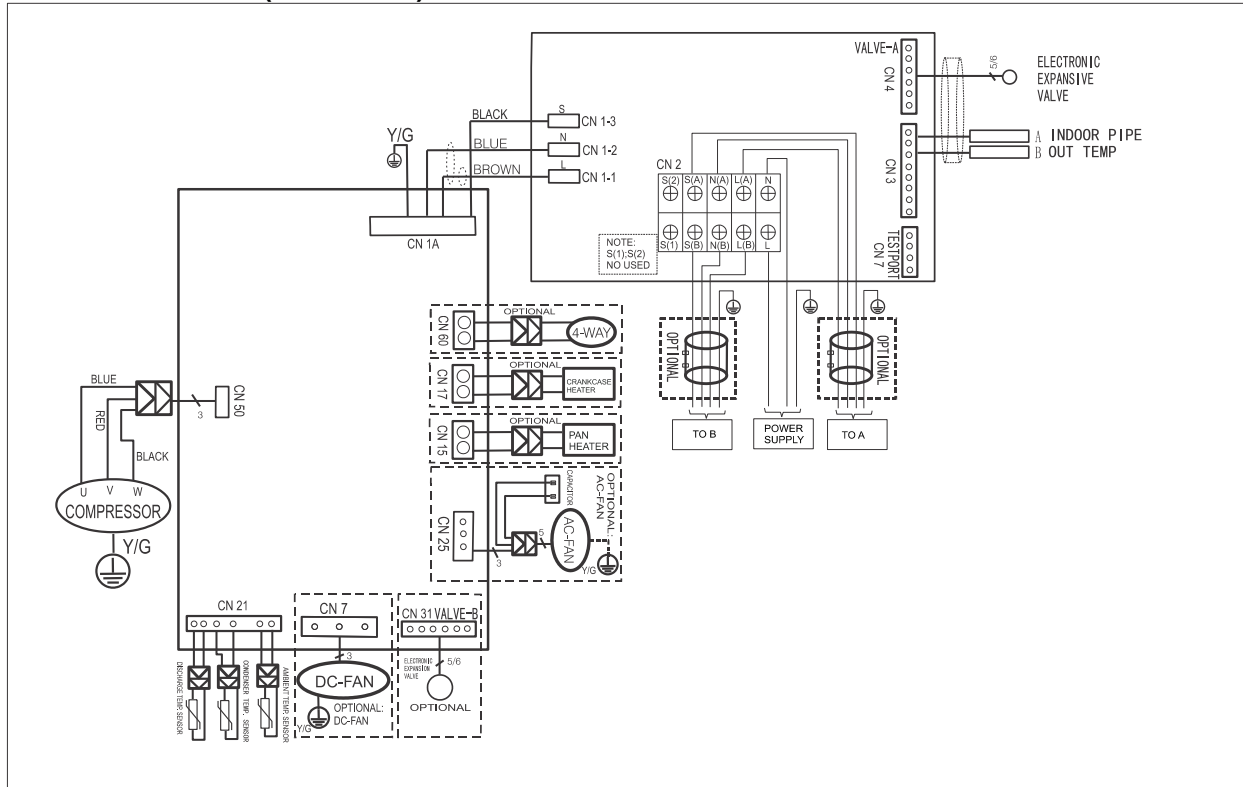 VALVE-A
CN 4
5/6
ELECTRONIC
EXPANSIVE
VALVE
BLACK
S
CN 1-3
Y/G
BLUE
N
CN 1-2
BROWN
L
CN 1-1
CN 1A
A INDOOR PIPE
B OUT TEMP
CN 3
CN 2
S(2) S(A) N(A) L(A) N
S(1) S(B) N(B) L(B) L
NOTE:
S(1);S(2)
NO USED
TESTPORT
CN 7
OPTIONAL
OPTIONAL
TO B
POWER
SUPPLY
TO A
CN 60
OPTIONAL
4-WAY
CN 17
OPTIONAL
CRANKCASE
HEATER
CN 15
OPTIONAL
PAN
HEATER
CN 25
3
CAPACITOR
5
AC-FAN
Y/G
OPTIONAL:
AC-FAN
BLUE
RED
BLACK
3
CN 50
U V W
COMPRESSOR
Y/G
CN 21
DISCHARGE TEMP. SENSOR
CONDENSER TEMP. SENSOR
AMBIENT TEMP. SENSOR
CN 7
3
DC-FAN
OPTIONAL:
DC-FAN
Y/G
CN 31 VALVE-B
ELECTRONIC
EXPANSION
VALVE
5/6
OPTIONAL